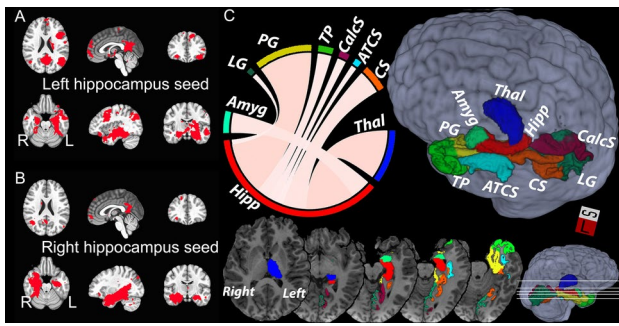 A
Left hippocampus seed
R
L
B
Right hippocampus seed
R
L
C
LG
PG
TP
CalcS
ATCS
CS
Amyg
Thal
Hipp
Thal
Amyg
Hipp
PG
CalcS
TP
ATCS
CS
LG
S
L
Right
Left